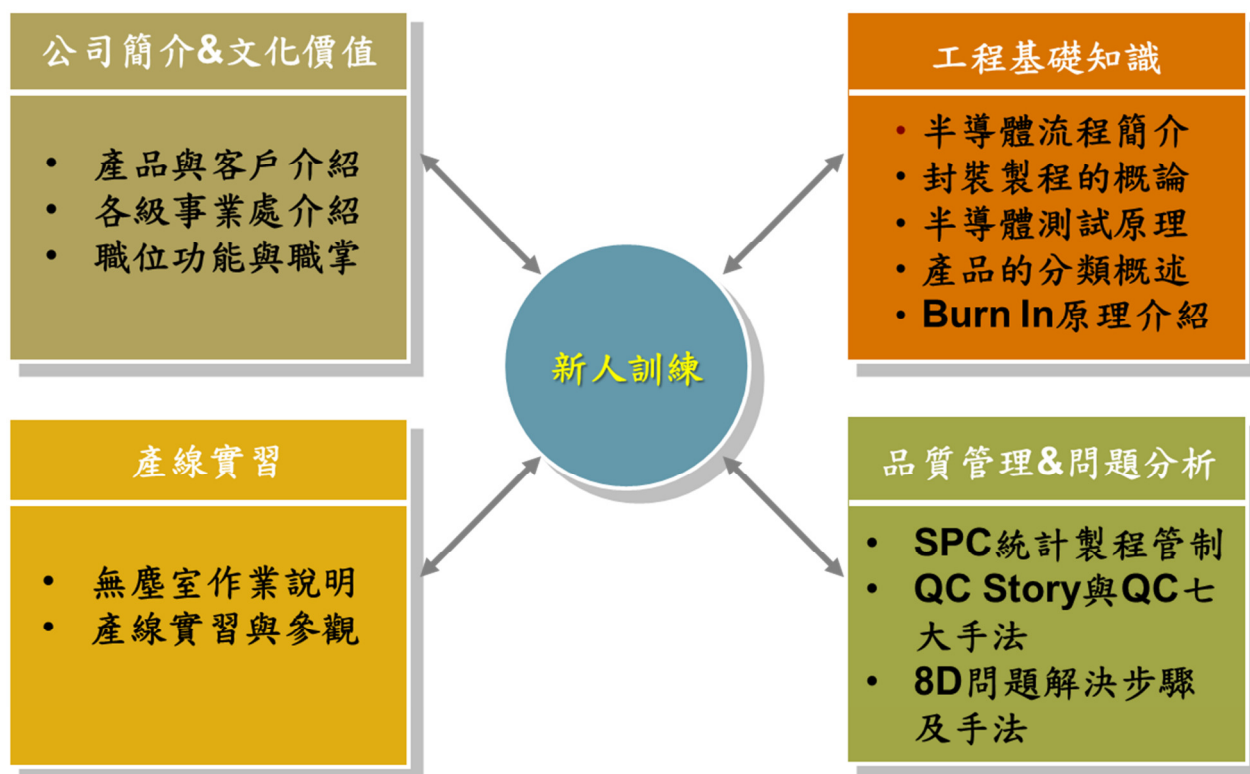 公司簡介&文化價值
• 產品與客戶介紹
• 各級事業處介紹
• 職位功能與職掌
工程基礎知識
• 半導體流程簡介
• 封裝製程的概論
• 半導體測試原理
• 產品的分類概述
• Burn In原理介紹
新人訓練
產線實習
• 無塵室作業說明
• 產線實習與參觀
品質管理&問題分析
• SPC統計製程管制
• QC Story與QC七
大手法
• 8D問題解決步驟
及手法